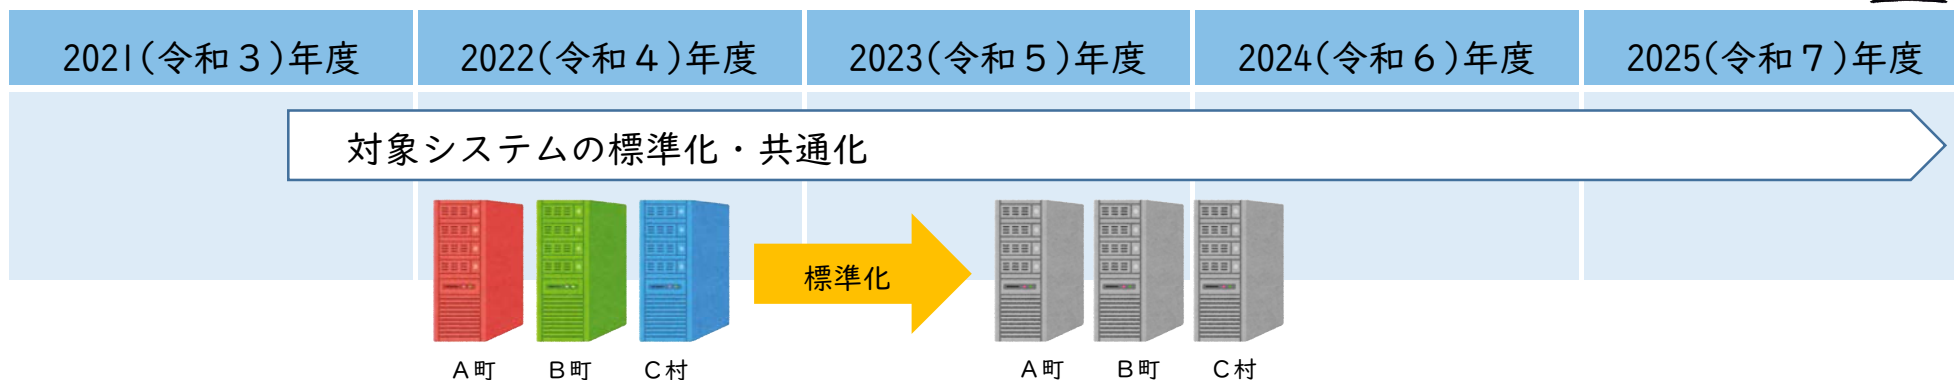 2021(令和３)年度
2022(令和４)年度
2023(令和５)年度
2024(令和６)年度
2025(令和７)年度
対象システムの標準化・共通化
標準化
A町
B町
C村
A町
B町
C村